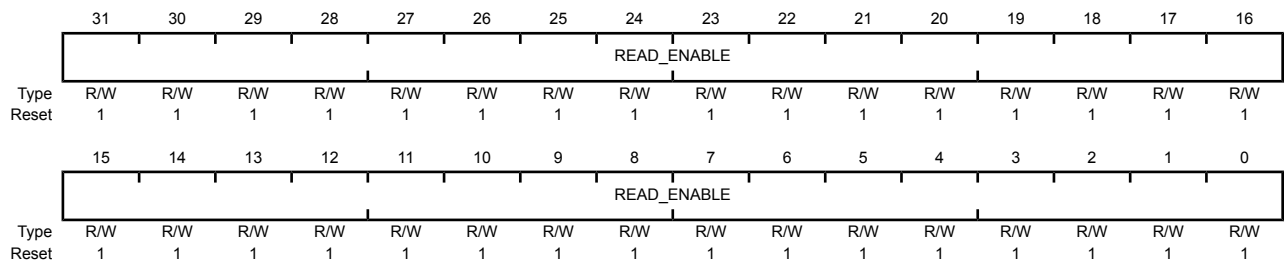 31 30 29 28 27 26 25 24 23 22 21 20 19 18 17 16
READ_ENABLE
Type R/W R/W R/W R/W R/W R/W R/W R/W R/W R/W R/W R/W R/W R/W R/W R/W
Reset 1 1 1 1 1 1 1 1 1 1 1 1 1 1 1 1
15 14 13 12 11 10 9 8 7 6 5 4 3 2 1 0
READ_ENABLE
Type R/W R/W R/W R/W R/W R/W R/W R/W R/W R/W R/W R/W R/W R/W R/W R/W
Reset 1 1 1 1 1 1 1 1 1 1 1 1 1 1 1 1